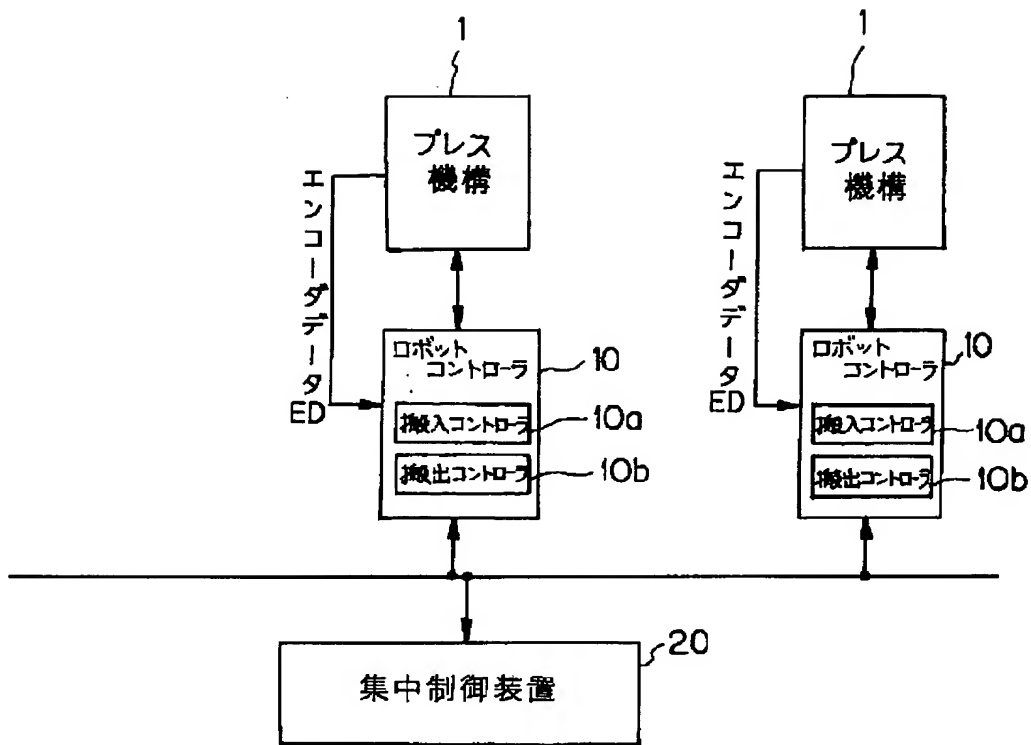 1
プレス
機構
エンコーダデータ
ED
ロボット
コントローラ
10
搬入コントローラ
10a
搬出コントローラ
10b
1
プレス
機構
エンコーダデータ
ED
ロボット
コントローラ
10
搬入コントローラ
10a
搬出コントローラ
10b
20
集中制御装置